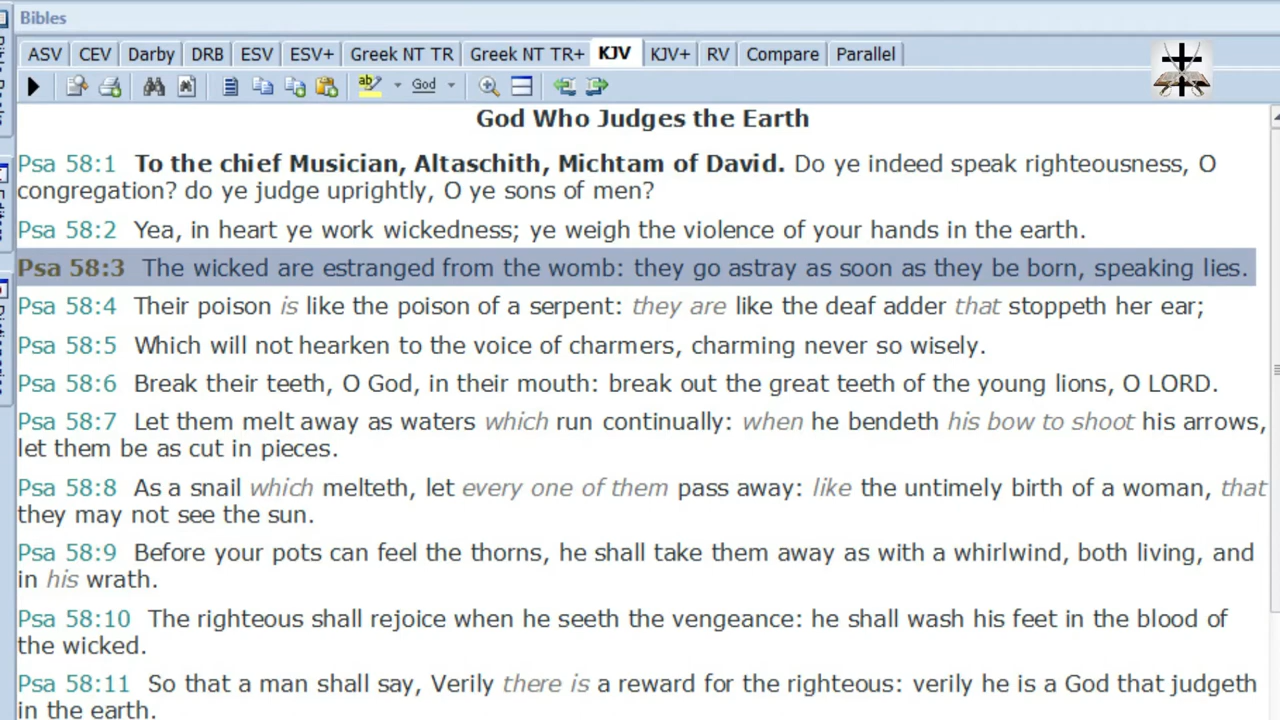 Bibles
ASV CEV Darby DRB ESV ESV+ Greek NT TR Greek NT TR+ KJV KJV+ RV Compare Parallel
ab God
God Who Judges the Earth
Psa 58:1 To the chief Musician, Altaschith, Michtam of David. Do ye indeed speak righteousness, O
congregation? do ye judge uprightly, O ye sons of men?
Psa 58:2 Yea, in heart ye work wickedness; ye weigh the violence of your hands in the earth.
Psa 58:3 The wicked are estranged from the womb: they go astray as soon as they be born, speaking lies.
Psa 58:4 Their poison is like the poison of a serpent: they are like the deaf adder that stoppeth her ear;
Psa 58:5 Which will not hearken to the voice of charmers, charming never so wisely.
Psa 58:6 Break their teeth, O God, in their mouth: break out the great teeth of the young lions, O LORD.
Psa 58:7 Let them melt away as waters which run continually: when he bendeth his bow to shoot his arrows,
let them be as cut in pieces.
Psa 58:8 As a snail which melteth, let every one of them pass away: like the untimely birth of a woman, that
they may not see the sun.
Psa 58:9 Before your pots can feel the thorns, he shall take them away as with a whirlwind, both living, and
in his wrath.
Psa 58:10 The righteous shall rejoice when he seeth the vengeance: he shall wash his feet in the blood of
the wicked.
Psa 58:11 So that a man shall say, Verily there is a reward for the righteous: verily he is a God that judgeth
in the earth.